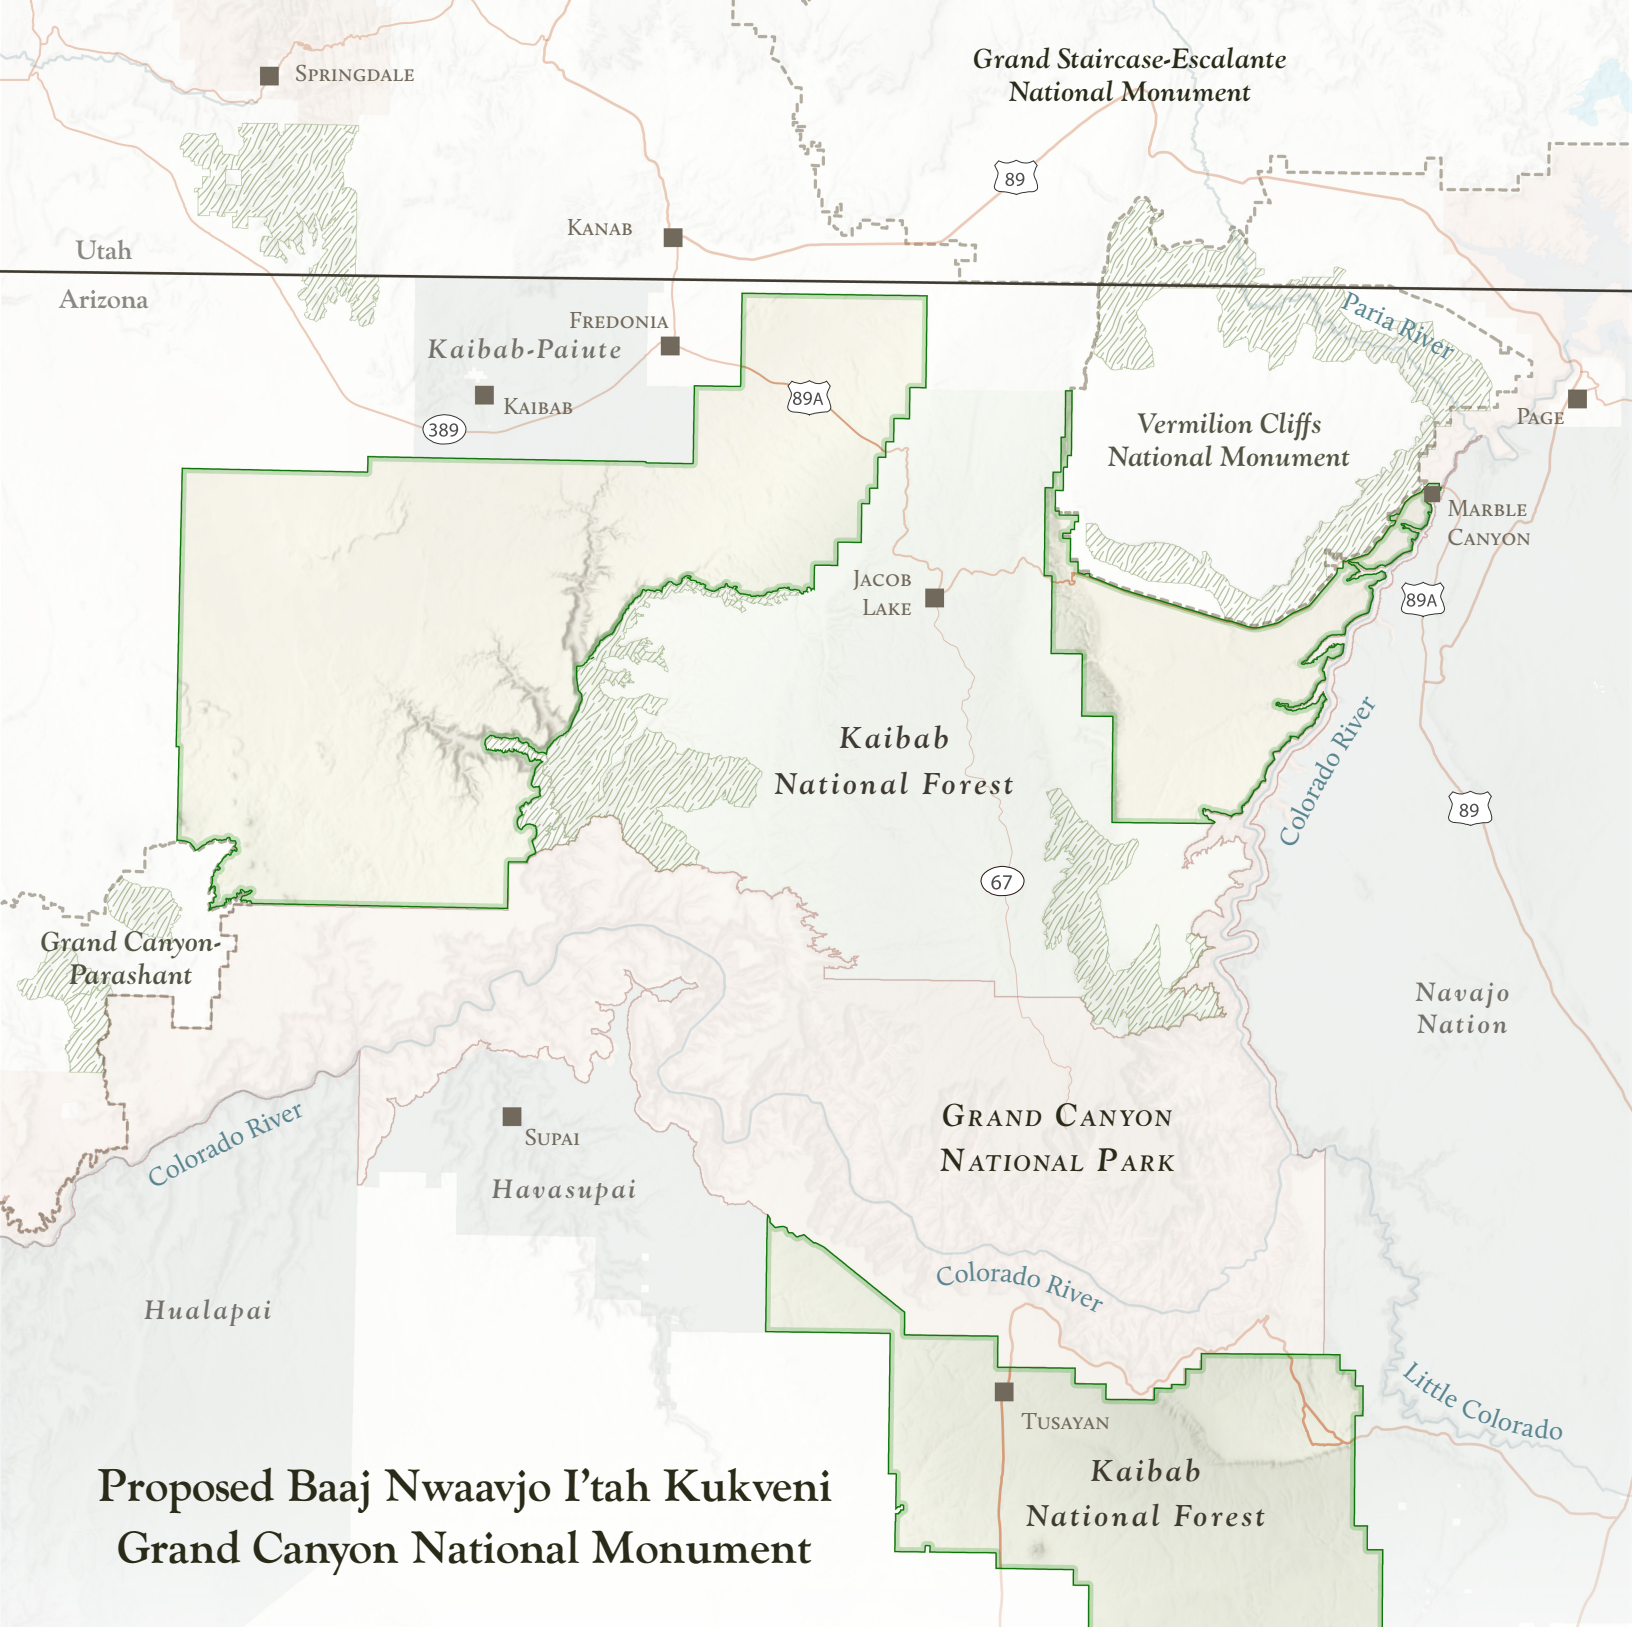 Grand Staircase-Escalante
National Monument
Springdale
89
Kanab
Utah
Arizona
Fredonia
Kaibab-Paiute
Kaibab
389
89A
Paria River
Page
Vermilion Cliffs
National Monument
Marble
Canyon
Jacob
Lake
89A
Kaibab
National Forest
Colorado River
89
67
Grand Canyon-
Parashant
Navajo
Nation
Colorado River
Supai
Havasupai
Grand Canyon
National Park
Hualapai
Colorado River
Little Colorado
Tusayan
Kaibab
National Forest
Proposed Baaj Nwaavjo I’tah Kukveni
Grand Canyon National Monument